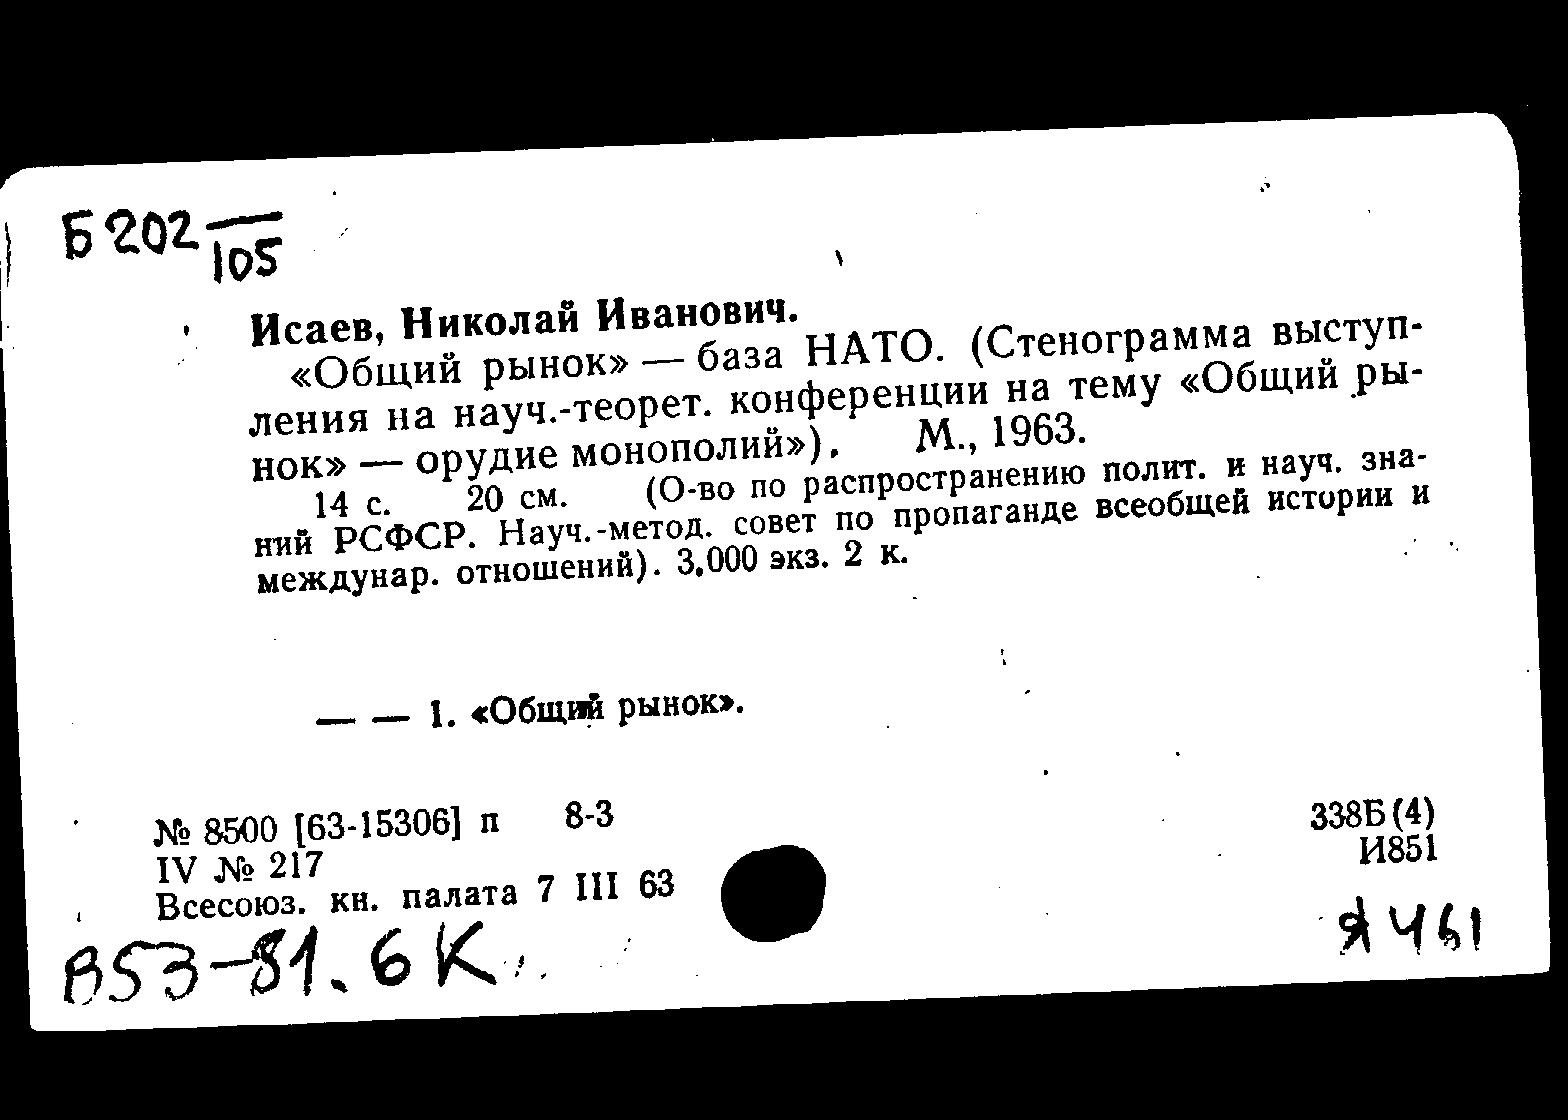 Б 202 —
105
Исаев, Николай Иванович.
«Общий рынок» — база НАТО. (Стенограмма выступ-
ления на науч.-теорет. конференции на тему «Общий ры-
нок» — орудие монополий»). М., 1963.
14 с. 20 см. (О-во по распространению полит. и науч. зна-
ний РСФСР. Науч.-метод. совет по пропаганде всеобщей истории и
междунар. отношений). 3.000 экз. 2 к.
— — 1. «Общий рынок».
№ 8500 [63-15306] п 8-3
338Б(4)
IV № 217
И851
Всесоюз. кн. палата 7 III 63
В53-81.6К